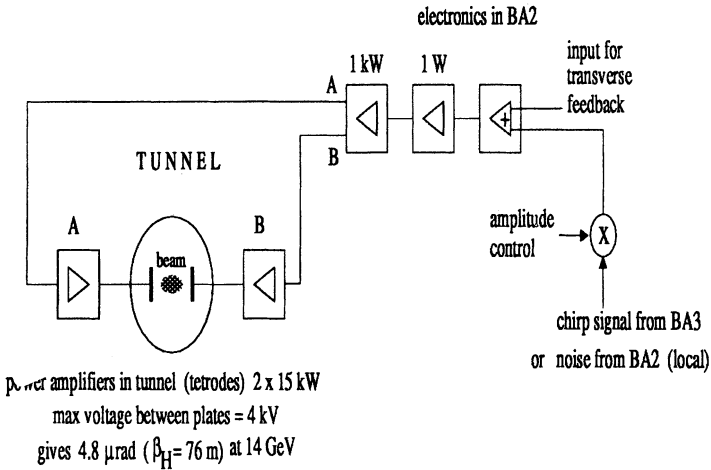 electronics in BA2
input for
transverse
feedback
1 kW
1 W
A
B
+
TUNNEL
A
B
beam
amplitude
control
X
chirp signal from BA3
or noise from BA2 (local)
power amplifiers in tunnel (tetrodes) 2 x 15 kW
max voltage between plates = 4 kV
gives 4.8 μrad ( βH = 76 m) at 14 GeV